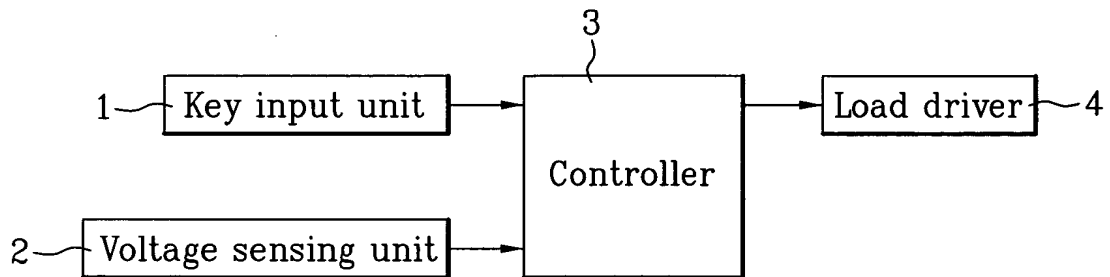 3
1 Key input unit
Load driver 4
Controller
2 Voltage sensing unit